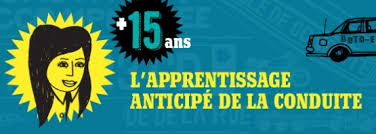 +15 ans
L'APPRENTISSAGE
ANTICIPÉ DE LA CONDUITE